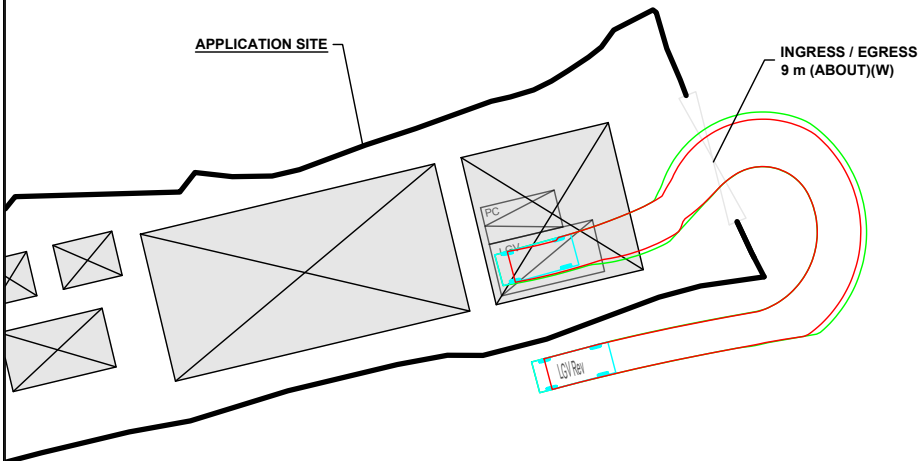 APPLICATION SITE
INGRESS / EGRESS
9 m (ABOUT)(W)
PC
LGV
LGV Rev